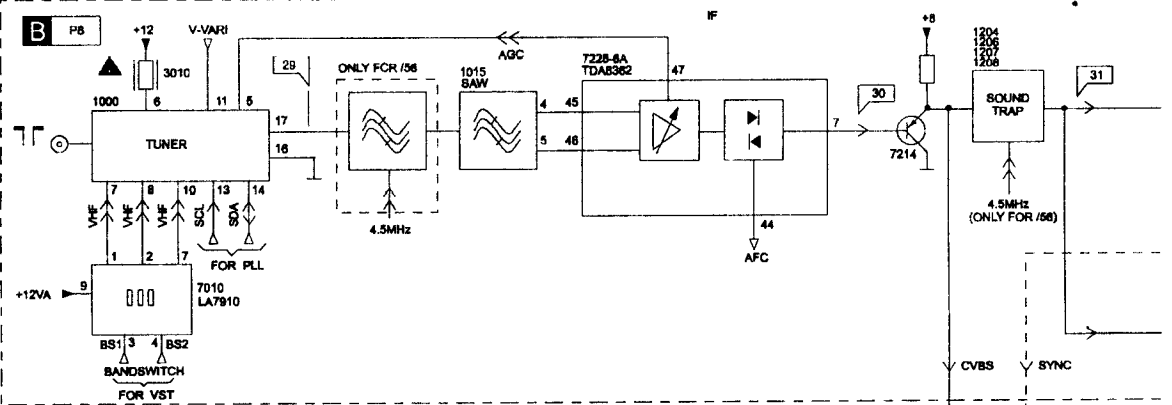 IF
B P8
+12
V-VARI
AGC
+8
3010
29
ONLY FCR /56
1015
SAW
7228-6A
TDA8362
47
30
1204
1206
1207
1208
31
1000
6
11
5
17
16
TUNER
4
45
5
46
7
7214
SOUND
TRAP
7
8
10
13
14
VHF
VHF
VHF
SCL
SDA
4.5MHz
44
AFC
4.5MHz
(ONLY FOR /56)
FOR PLL
1
2
7
+12VA
9
7010
LA7910
BS1
3
4
BS2
BANDSWITCH
FOR VST
CVBS
SYNC